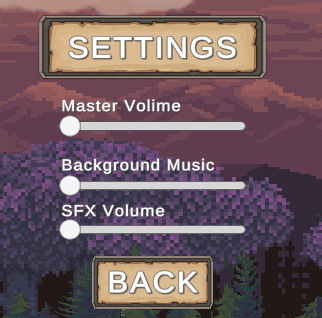 SETTINGS
Master Volime
Background Music
SFX Volume
BACK